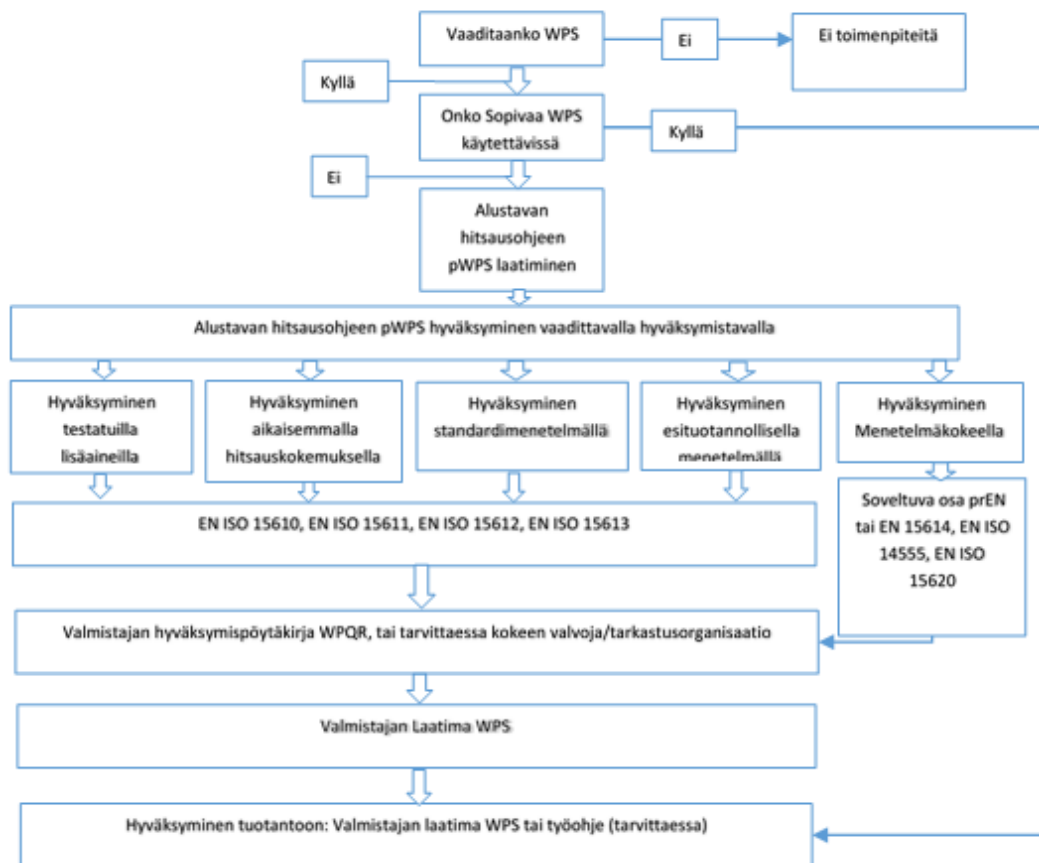 Vaaditaanko WPS
Ei
Ei toimenpiteitä
Kyllä
Onko Sopivaa WPS
käytettävissä
Kyllä
Ei
Alustavan
hitsausohjeen
pWPS laatiminen
Alustavan hitsausohjeen pWPS hyväksyminen vaadittavalla hyväksymistavalla
Hyväksyminen
testatuilla
lisäaineilla
Hyväksyminen
aikaisemmalla
hitsauskokemuksella
Hyväksyminen
standardimenetelmällä
Hyväksyminen
esituotannollisella
menetelmällä
Hyväksyminen
Menetelmäkokeella
EN ISO 15610, EN ISO 15611, EN ISO 15612, EN ISO 15613
Soveltuva osa prEN
tai EN 15614, EN ISO
14555, EN ISO
15620
Valmistajan hyväksymispöytäkirja WPQR, tai tarvittaessa kokeen valvoja/tarkastusorganisaatio
Valmistajan Laatima WPS
Hyväksyminen tuotantoon: Valmistajan laatima WPS tai työohje (tarvittaessa)